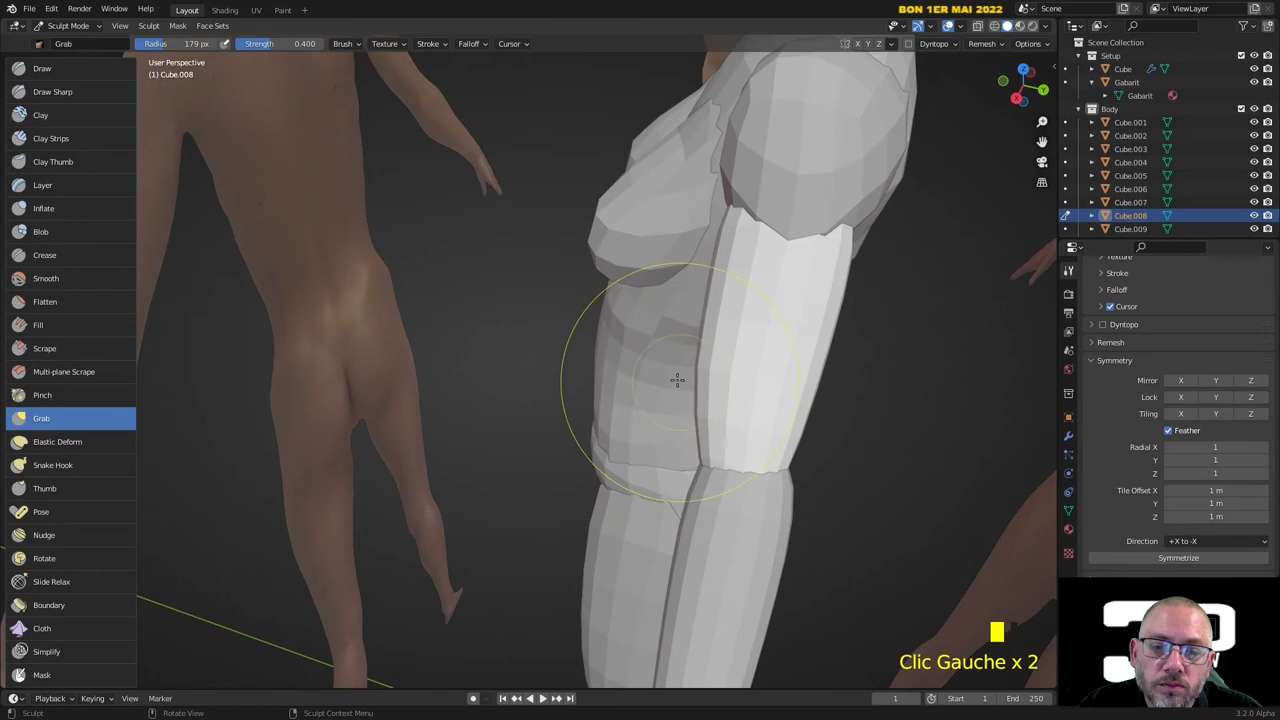 File Edit Render Window Help Layout Shading UV Paint BON 1ER MAI 2022 Scene ViewLayer
Sculpt Mode View Sculpt Mask Face Sets
Grab Radius 179 px Strength 0.400 Brush Texture Stroke Falloff Cursor X Y Z Dyntopo Remesh Options
User Perspective
(1) Cube.008
Draw
Draw Sharp
Clay
Clay Strips
Clay Thumb
Layer
Inflate
Blob
Crease
Smooth
Flatten
Fill
Scrape
Multi-plane Scrape
Pinch
Grab
Elastic Deform
Snake Hook
Thumb
Pose
Nudge
Rotate
Slide Relax
Boundary
Cloth
Simplify
Mask
Z
Y
X
Scene Collection
Setup
Cube
Gabarit
Gabarit
Body
Cube.001
Cube.002
Cube.003
Cube.004
Cube.005
Cube.006
Cube.007
Cube.008
Cube.009
Texture
Stroke
Falloff
Cursor
Dyntopo
Remesh
Symmetry
Mirror X Y Z
Lock X Y Z
Tiling X Y Z
Feather
Radial X 1
Y 1
Z 1
Tile Offset X 1 m
Y 1 m
Z 1 m
Direction +X to -X
Symmetrize
Clic Gauche x 2
Playback Keying View Marker 1 Start 1 End 250
Sculpt Rotate View Sculpt Context Menu 3.2.0 Alpha